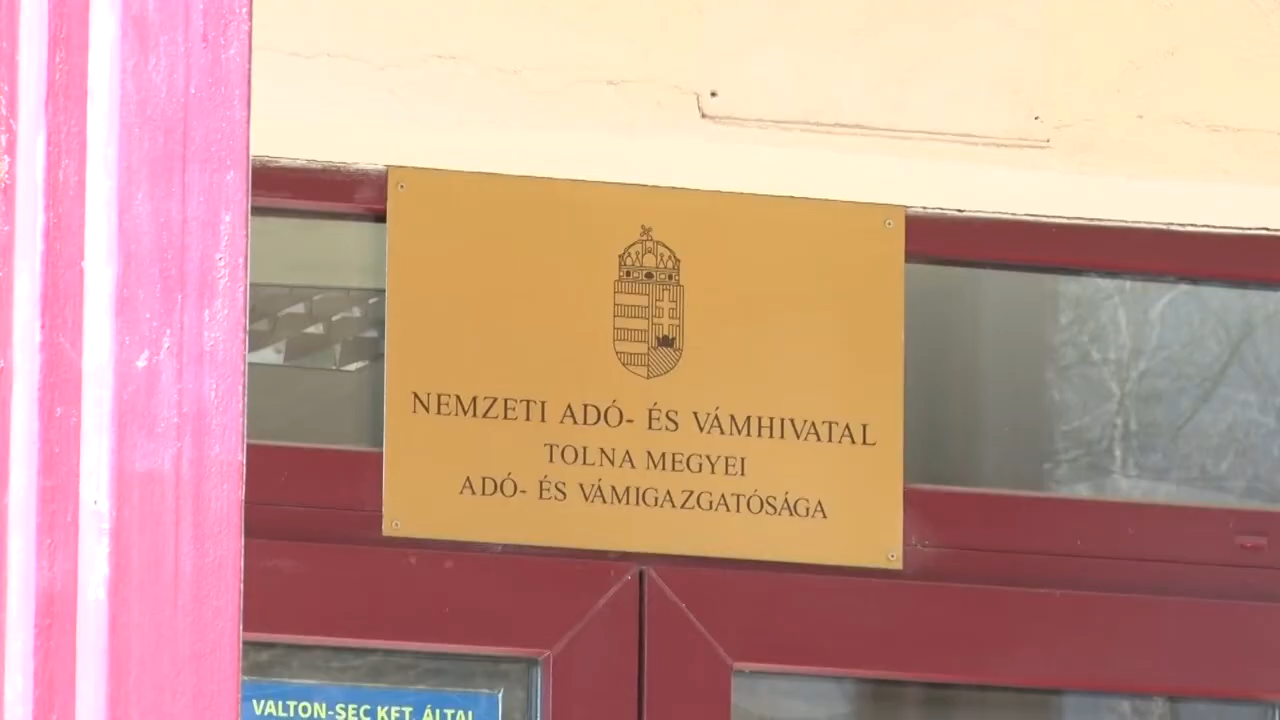 NEMZETI ADÓ- ÉS VÁMHIVATAL
TOLNA MEGYEI
ADÓ- ÉS VÁMIGAZGATÓSÁGA
VALTON-SEC KFT. ÁLTAL